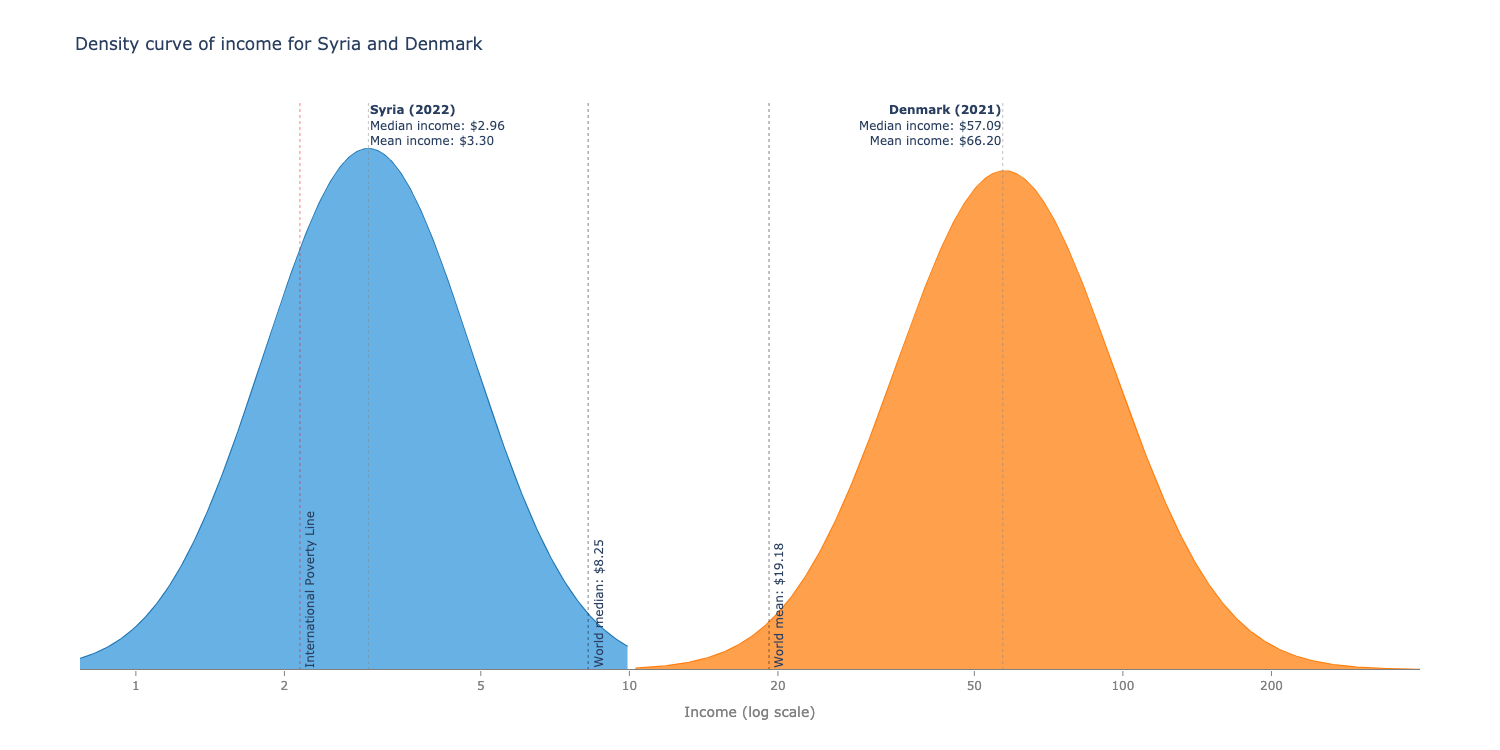 Density curve of income for Syria and Denmark
Syria (2022)
Median income: $2.96
Mean income: $3.30
Denmark (2021)
Median income: $57.09
Mean income: $66.20
International Poverty Line
World median: $8.25
World mean: $19.18
1 2 5 10 20 50 100 200
Income (log scale)